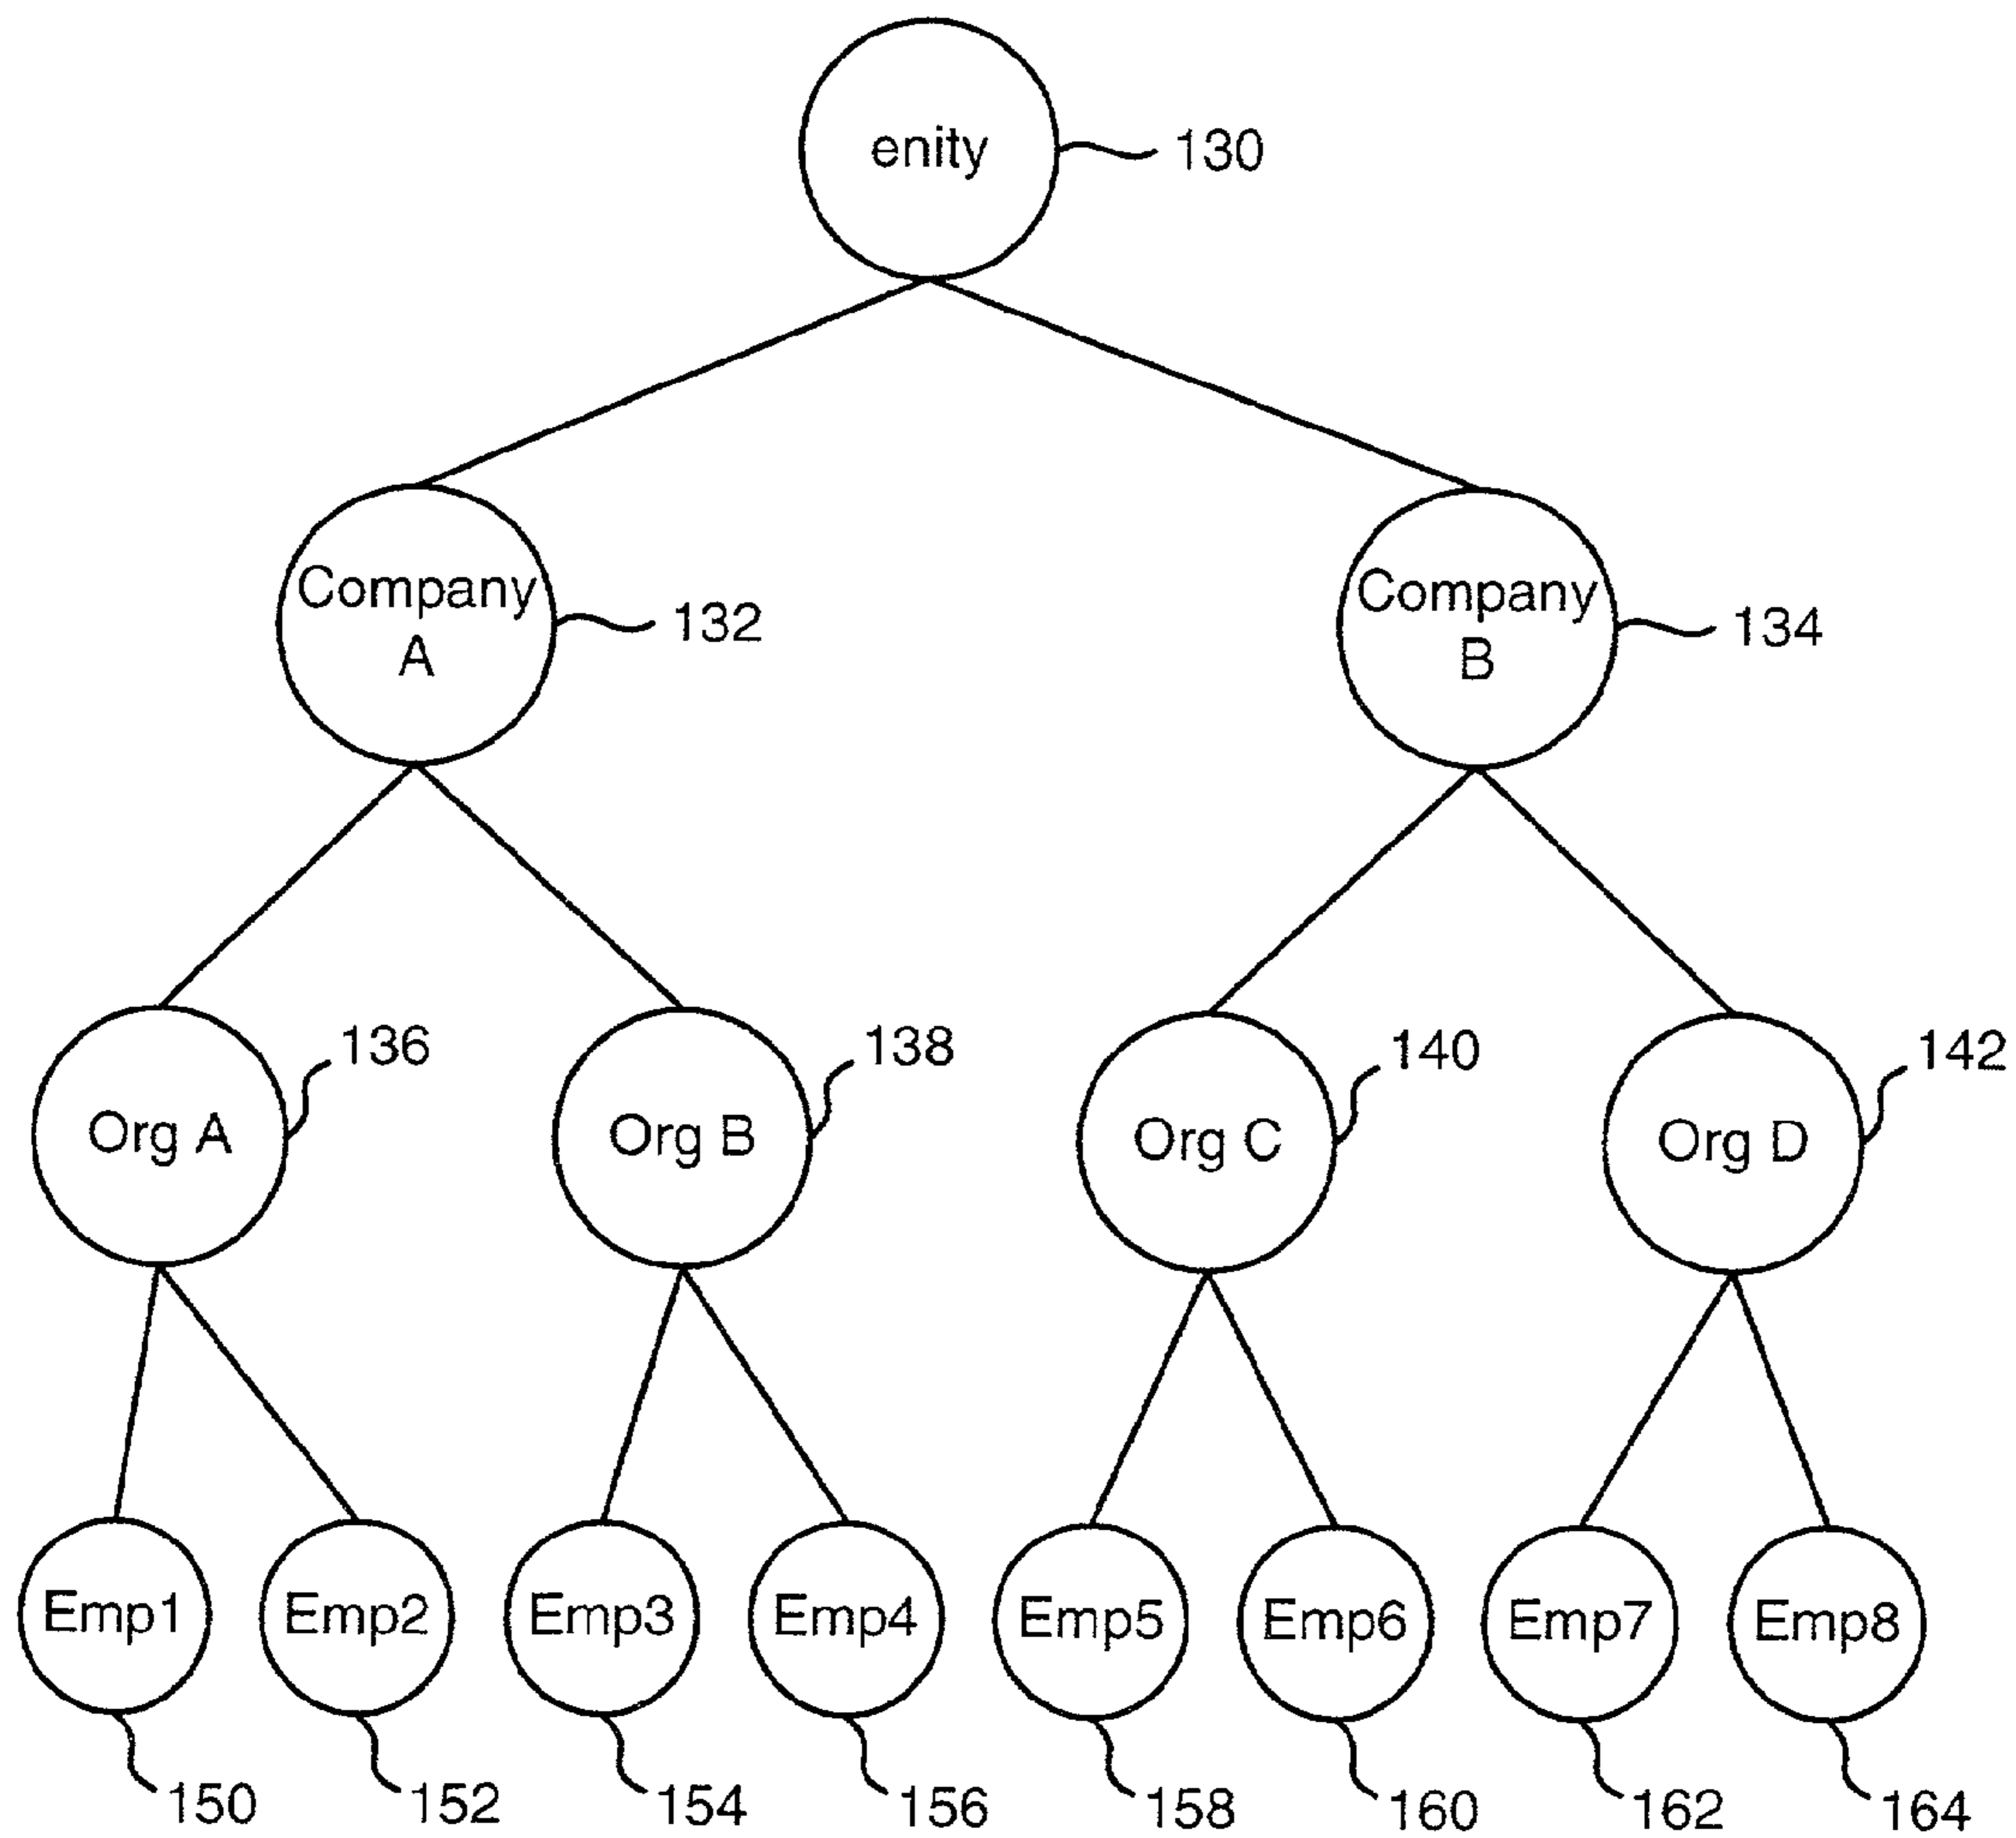 enity
130
Company
A
132
Company
B
134
Org A
136
Org B
138
Org C
140
Org D
142
Emp1
Emp2
Emp3
Emp4
Emp5
Emp6
Emp7
Emp8
150
152
154
156
158
160
162
164